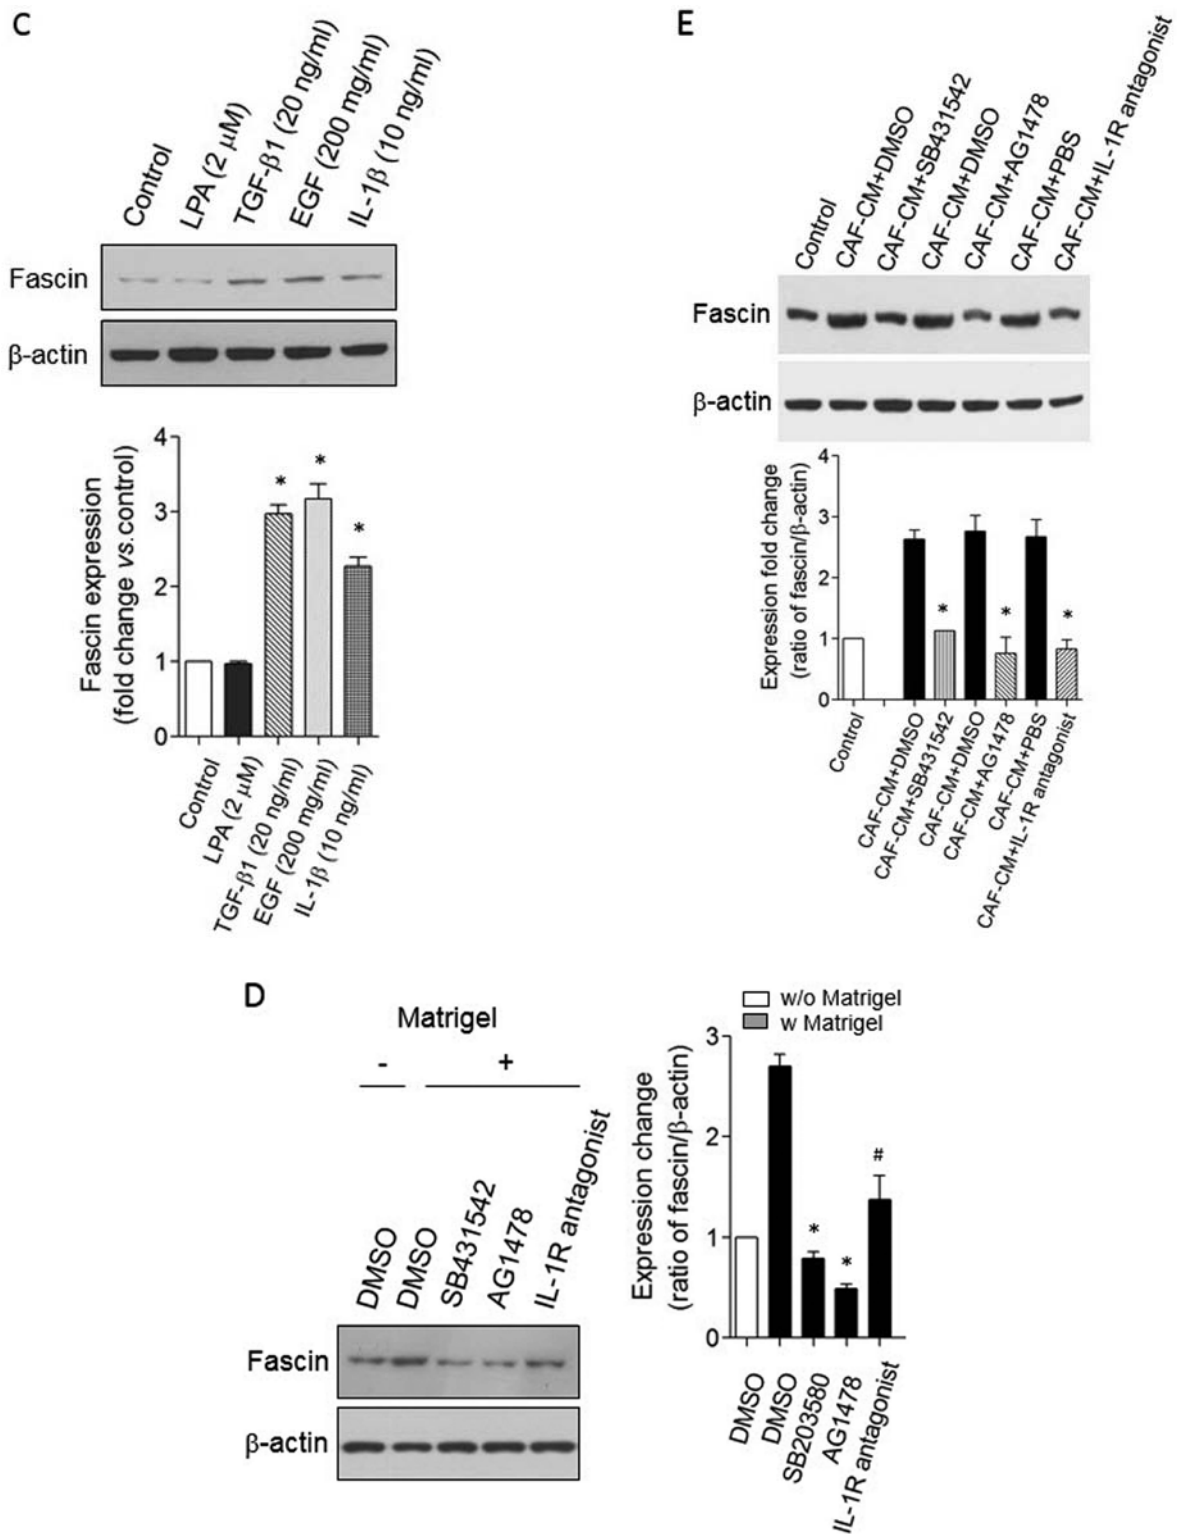 C
Control
LPA (2 μM)
TGF-β1 (20 ng/ml)
EGF (200 mg/ml)
IL-1β (10 ng/ml)
Fascin
β-actin
Fascin expression
(fold change vs.control)
4
3
2
1
0
*
*
*
Control
LPA (2 μM)
TGF-β1 (20 ng/ml)
EGF (200 mg/ml)
IL-1β (10 ng/ml)
E
Control
CAF-CM+DMSO
CAF-CM+SB431542
CAF-CM+DMSO
CAF-CM+AG1478
CAF-CM+PBS
CAF-CM+IL-1R antagonist
Fascin
β-actin
Expression fold change
(ratio of fascin/β-actin)
4
3
2
1
0
*
*
*
Control
CAF-CM+DMSO
CAF-CM+SB431542
CAF-CM+DMSO
CAF-CM+AG1478
CAF-CM+PBS
CAF-CM+IL-1R antagonist
D
Matrigel
- +
DMSO
DMSO
SB431542
AG1478
IL-1R antagonist
Fascin
β-actin
w/o Matrigel
w Matrigel
Expression change
(ratio of fascin/β-actin)
3
2
1
0
*
*
#
DMSO
DMSO
SB203580
AG1478
IL-1R antagonist